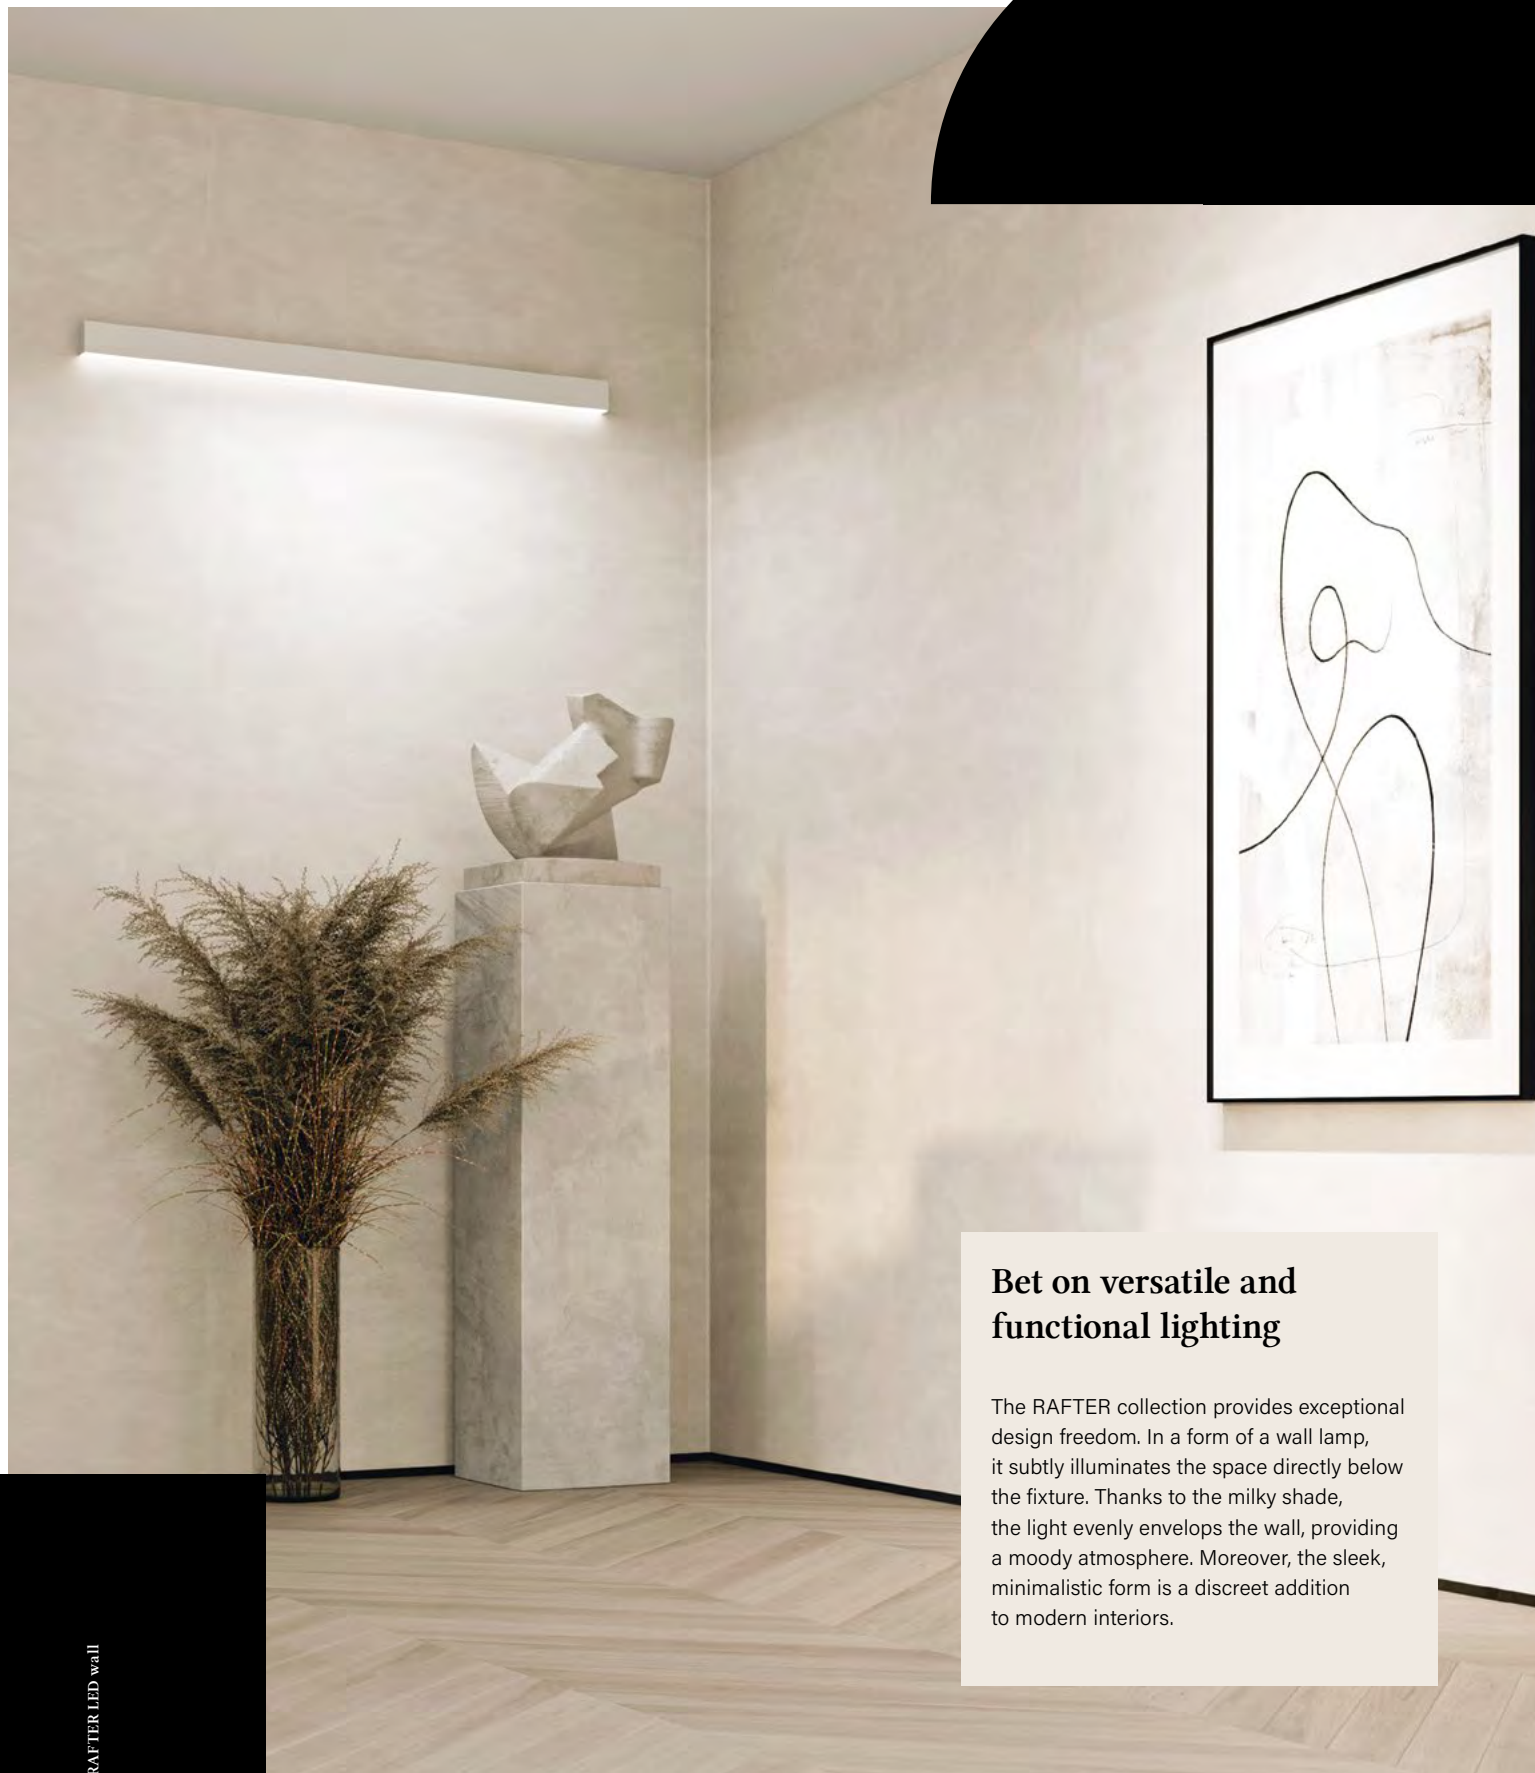 Bet on versatile and
functional lighting
The RAFTER collection provides exceptional
design freedom. In a form of a wall lamp,
it subtly illuminates the space directly below
the fixture. Thanks to the milky shade,
the light evenly envelops the wall, providing
a moody atmosphere. Moreover, the sleek,
minimalistic form is a discreet addition
to modern interiors.
RAFTER LED wall